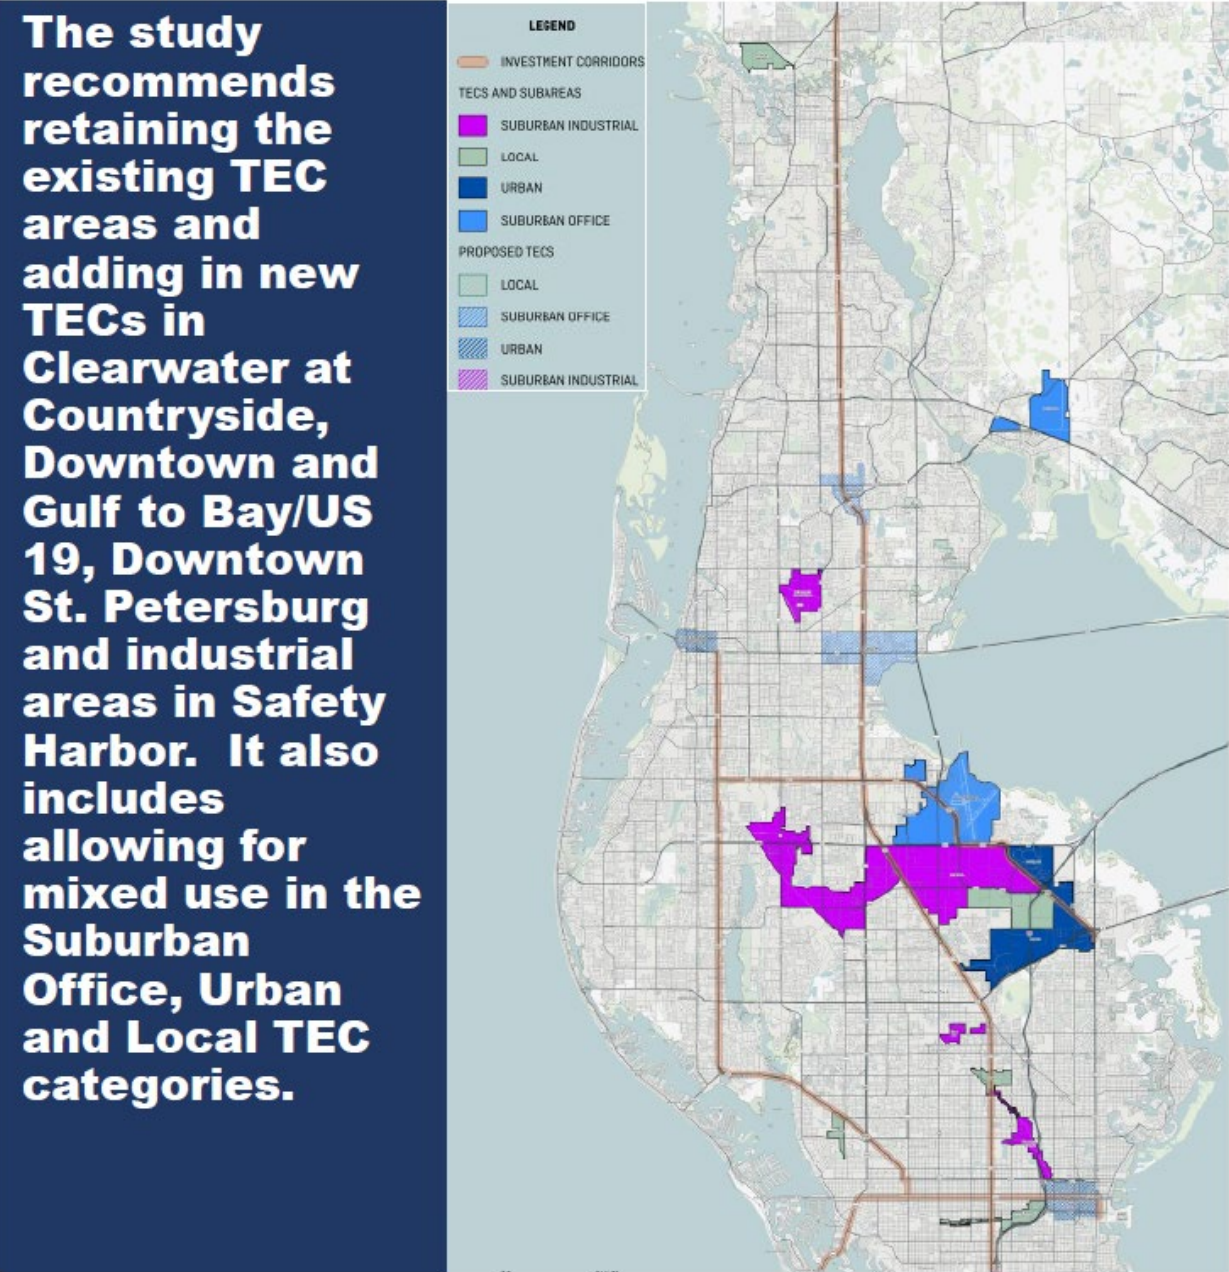 The study
recommends
retaining the
existing TEC
areas and
adding in new
TECs in
Clearwater at
Countryside,
Downtown and
Gulf to Bay/US
19, Downtown
St. Petersburg
and industrial
areas in Safety
Harbor.  It also
includes
allowing for
mixed use in the
Suburban
Office, Urban
and Local TEC
categories.
LEGEND
INVESTMENT CORRIDORS
TECS AND SUBAREAS
SUBURBAN INDUSTRIAL
LOCAL
URBAN
SUBURBAN OFFICE
PROPOSED TECS
LOCAL
SUBURBAN OFFICE
URBAN
SUBURBAN INDUSTRIAL